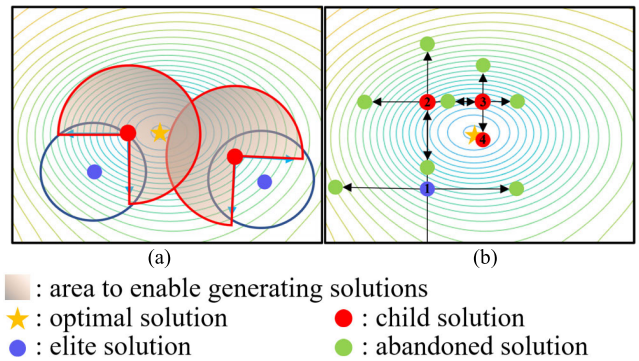 2
3
4
1
(a)
(b)
: area to enable generating solutions
: optimal solution
: child solution
: elite solution
: abandoned solution